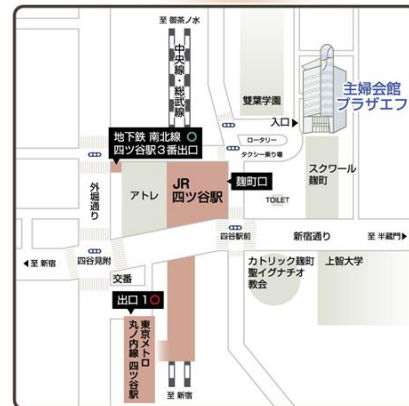 至 御茶ノ水
中央線・総武線
雙葉学園
主婦会館
プラザエフ
入口
地下鉄 南北線
四ツ谷駅3番出口
ロータリー
タクシー乗り場
外堀通り
アトレ
JR
四ツ谷駅
麹町口
スクワール
麹町
TOILET
四谷駅前
新宿通り
至 半蔵門
至 新宿
四谷見附
交番
カトリック麹町
聖イグナチオ
教会
上智大学
出口 1
東京メトロ
丸ノ内線 四ツ谷駅
至 新宿